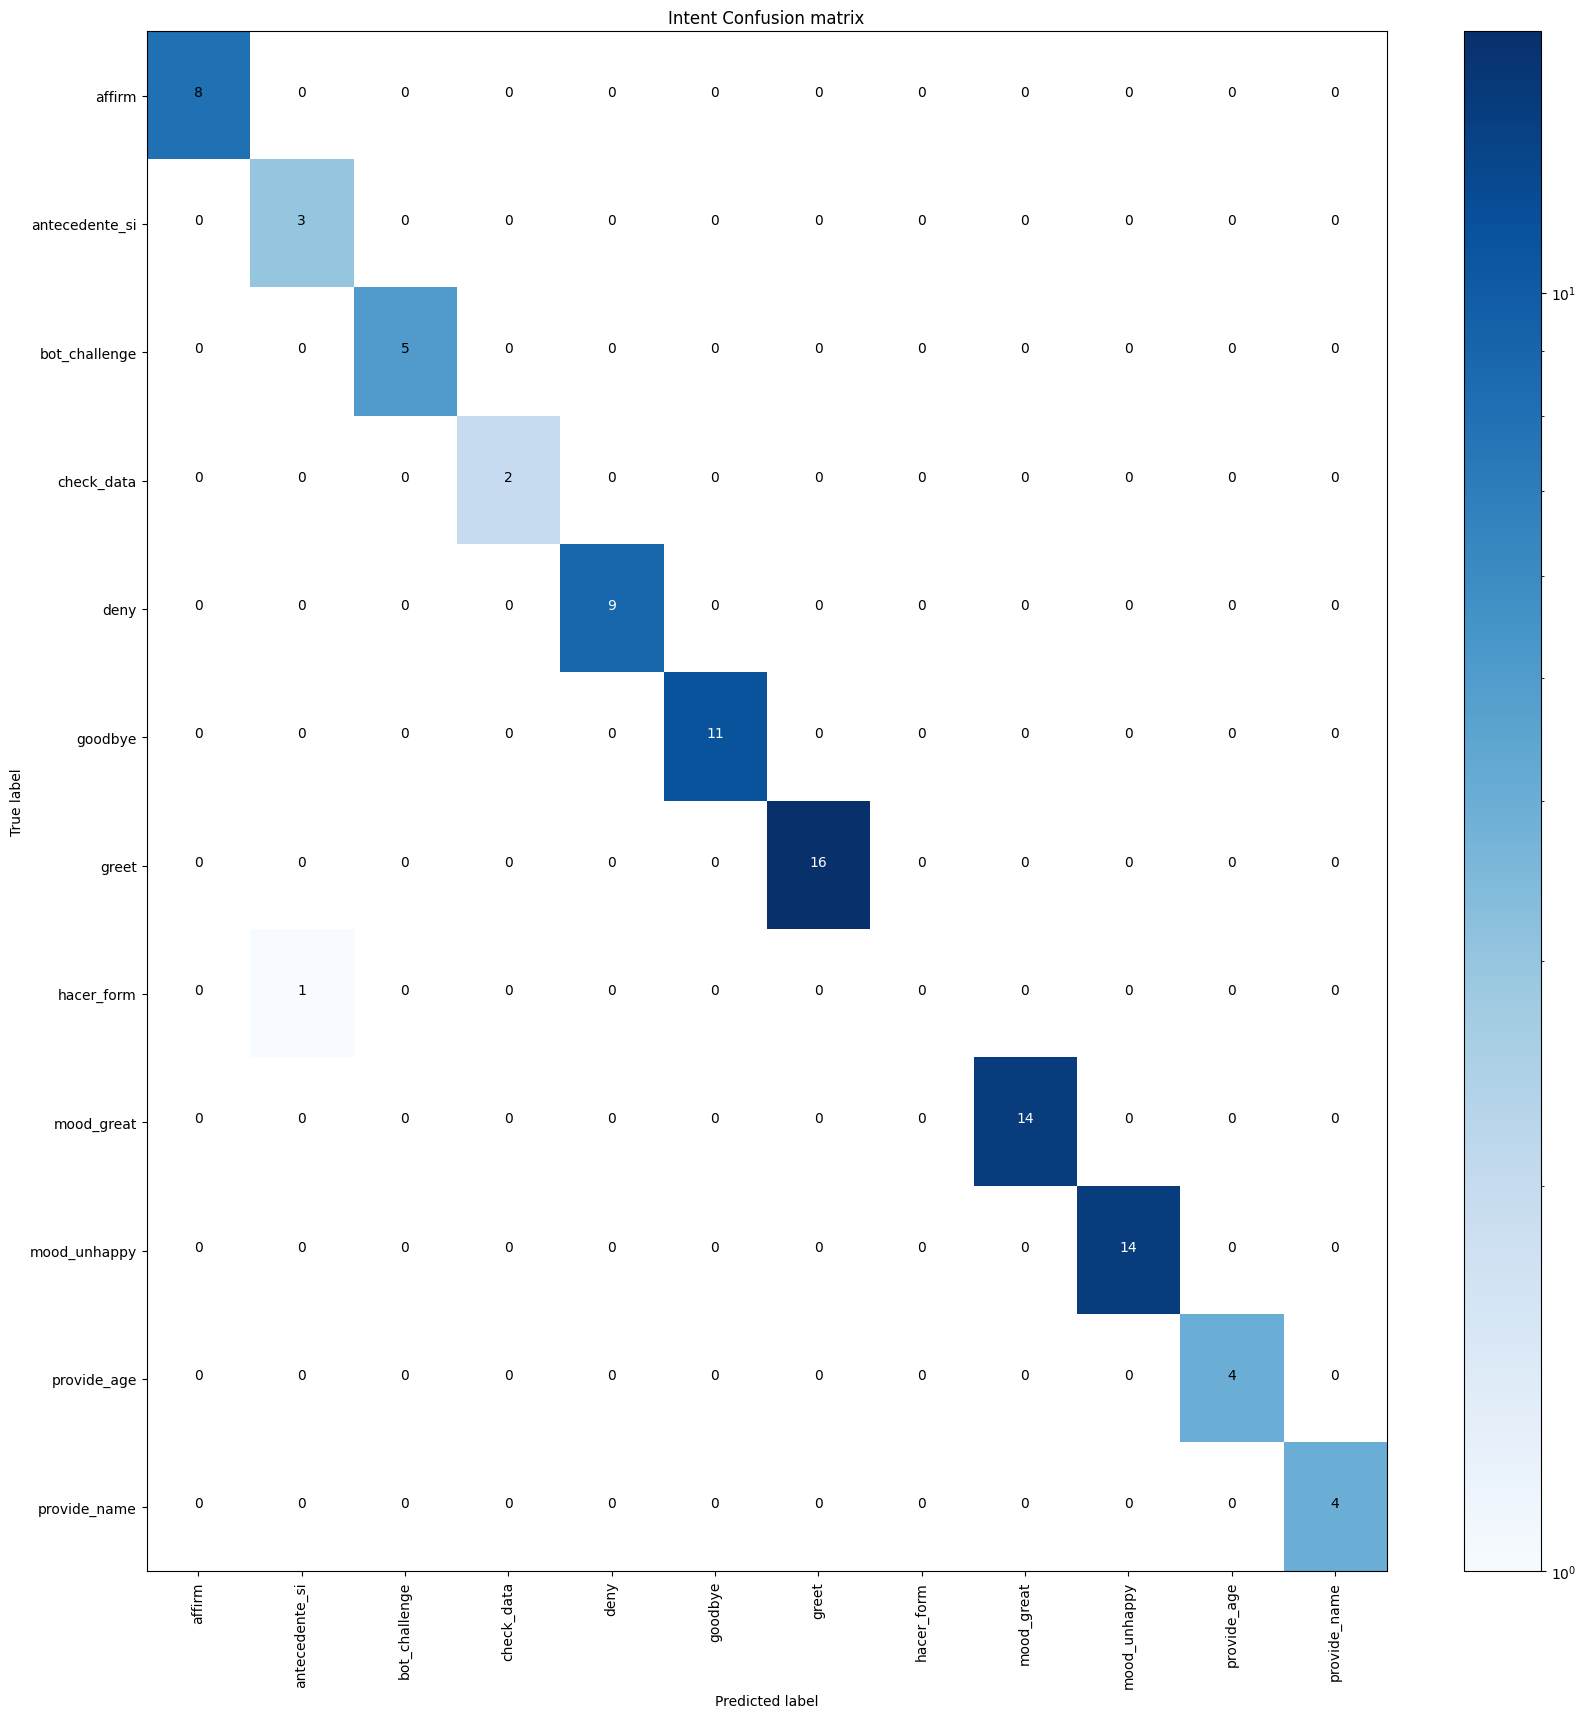 Intent Confusion matrix
affirm 8 0 0 0 0 0 0 0 0 0 0 0
antecedente_si 0 3 0 0 0 0 0 0 0 0 0 0
10^1
bot_challenge 0 0 5 0 0 0 0 0 0 0 0 0
check_data 0 0 0 2 0 0 0 0 0 0 0 0
deny 0 0 0 0 9 0 0 0 0 0 0 0
goodbye 0 0 0 0 0 11 0 0 0 0 0 0
True label
greet 0 0 0 0 0 0 16 0 0 0 0 0
hacer_form 0 1 0 0 0 0 0 0 0 0 0 0
mood_great 0 0 0 0 0 0 0 0 14 0 0 0
mood_unhappy 0 0 0 0 0 0 0 0 0 14 0 0
provide_age 0 0 0 0 0 0 0 0 0 0 4 0
provide_name 0 0 0 0 0 0 0 0 0 0 0 4
10^0
affirm
antecedente_si
bot_challenge
check_data
deny
goodbye
greet
hacer_form
mood_great
mood_unhappy
provide_age
provide_name
Predicted label